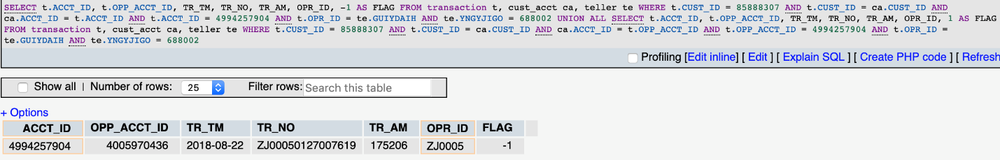 SELECT t.ACCT_ID, t.OPP_ACCT_ID, TR_TM, TR_NO, TR_AM, OPR_ID, -1 AS FLAG FROM transaction t, cust_acct ca, teller te WHERE t.CUST_ID = 85888307 AND t.CUST_ID = ca.CUST_ID AND
ca.ACCT_ID = t.ACCT_ID AND t.ACCT_ID = 4994257904 AND t.OPR_ID = te.GUIYDAIH AND te.YNGYJIGO = 688002 UNION ALL SELECT t.ACCT_ID, t.OPP_ACCT_ID, TR_TM, TR_NO, TR_AM, OPR_ID, 1 AS FLAG
FROM transaction t, cust_acct ca, teller te WHERE t.CUST_ID = 85888307 AND t.CUST_ID = ca.CUST_ID AND ca.ACCT_ID = t.OPP_ACCT_ID AND t.OPP_ACCT_ID = 4994257904 AND t.OPR_ID =
te.GUIYDAIH AND te.YNGYJIGO = 688002
Profiling [Edit inline] [ Edit ] [ Explain SQL ] [ Create PHP code ] [ Refresh
Show all | Number of rows: 25 Filter rows: Search this table
+ Options
ACCT_ID OPP_ACCT_ID TR_TM TR_NO TR_AM OPR_ID FLAG
4994257904 4005970436 2018-08-22 ZJ00050127007619 175206 ZJ0005 -1